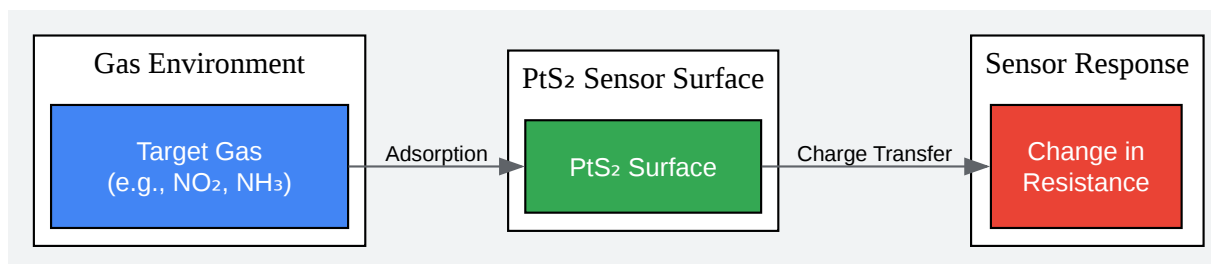 Gas Environment
Target Gas
(e.g., NO₂, NH₃)
Adsorption
PtS₂ Sensor Surface
PtS₂ Surface
Charge Transfer
Sensor Response
Change in
Resistance